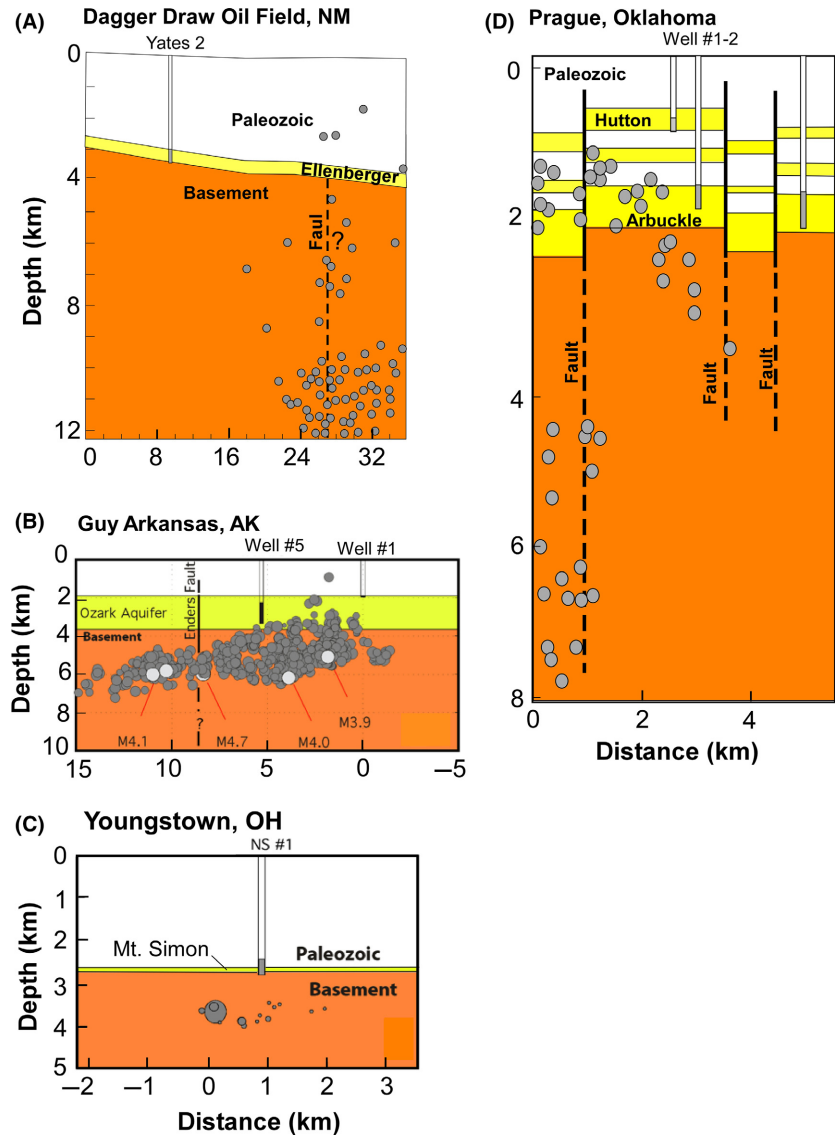 (A) Dagger Draw Oil Field, NM
Yates 2
0
4
8
12
Depth (km)
Paleozoic
Ellenberger
Basement
Faul
?
0 8 16 24 32
(B) Guy Arkansas, AK
Well #5 Well #1
0
2
4
6
8
10
Depth (km)
Ozark Aquifer
Basement
Enders Fault
?
M4.1 M4.7 M4.0 M3.9
15 10 5 0 –5
(C) Youngstown, OH
NS #1
0
1
2
3
4
5
Depth (km)
Mt. Simon
Paleozoic
Basement
–2 –1 0 1 2 3
Distance (km)
(D) Prague, Oklahoma
Well #1-2
0
2
4
6
8
Depth (km)
Paleozoic
Hutton
Arbuckle
Fault
Fault
Fault
0 2 4
Distance (km)